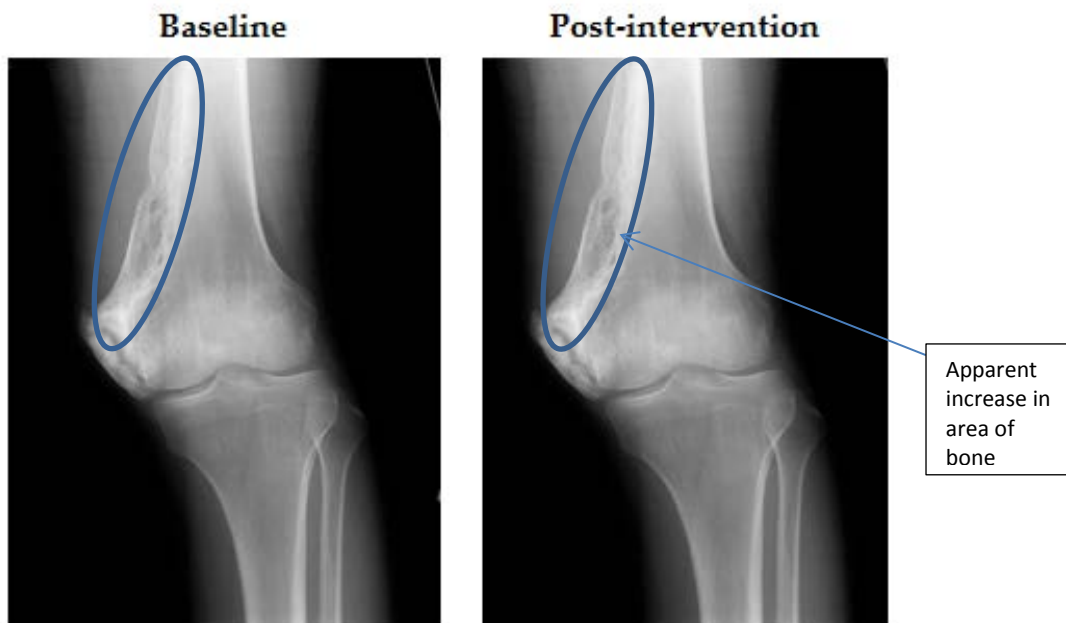 Baseline
Post-intervention
Apparent
increase in
area of
bone